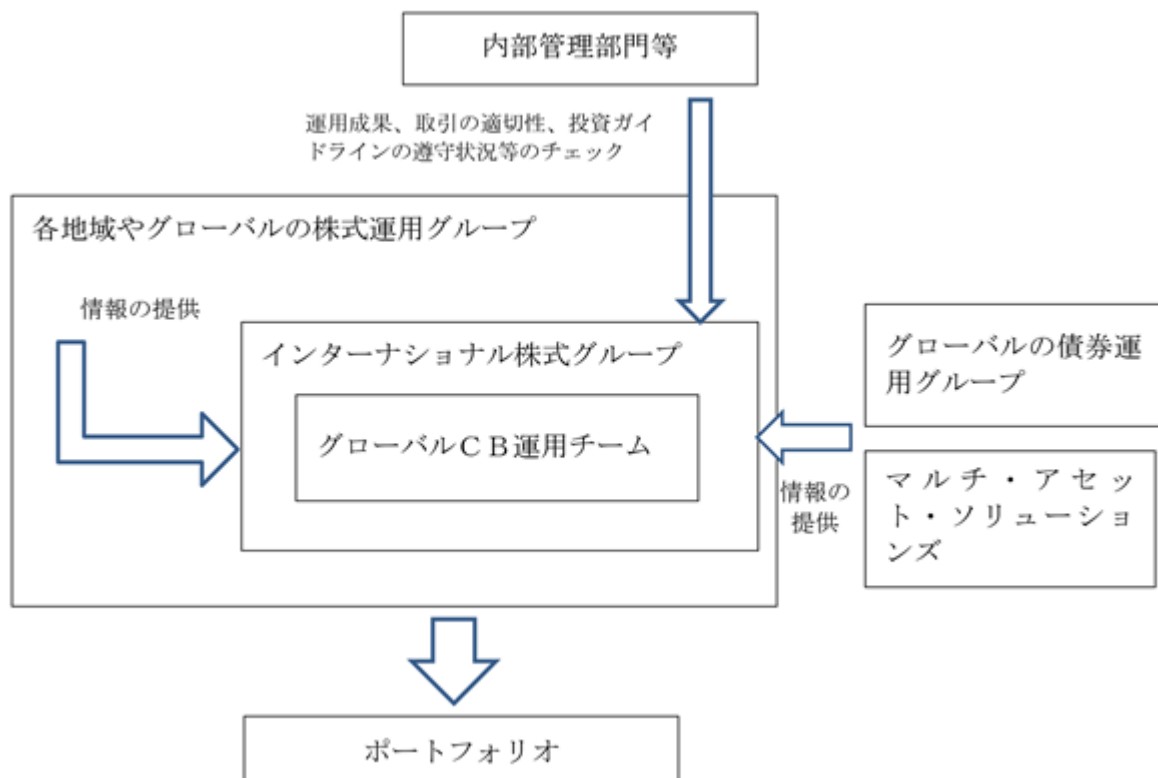 内部管理部門等
運用成果、取引の適切性、投資ガイ
ドラインの遵守状況等のチェック
各地域やグローバルの株式運用グループ
情報の提供
インターナショナル株式グループ
グローバルＣＢ運用チーム
グローバルの債券運
用グループ
情報の
提供
マルチ・アセッ
ト・ソリューショ
ンズ
ポートフォリオ